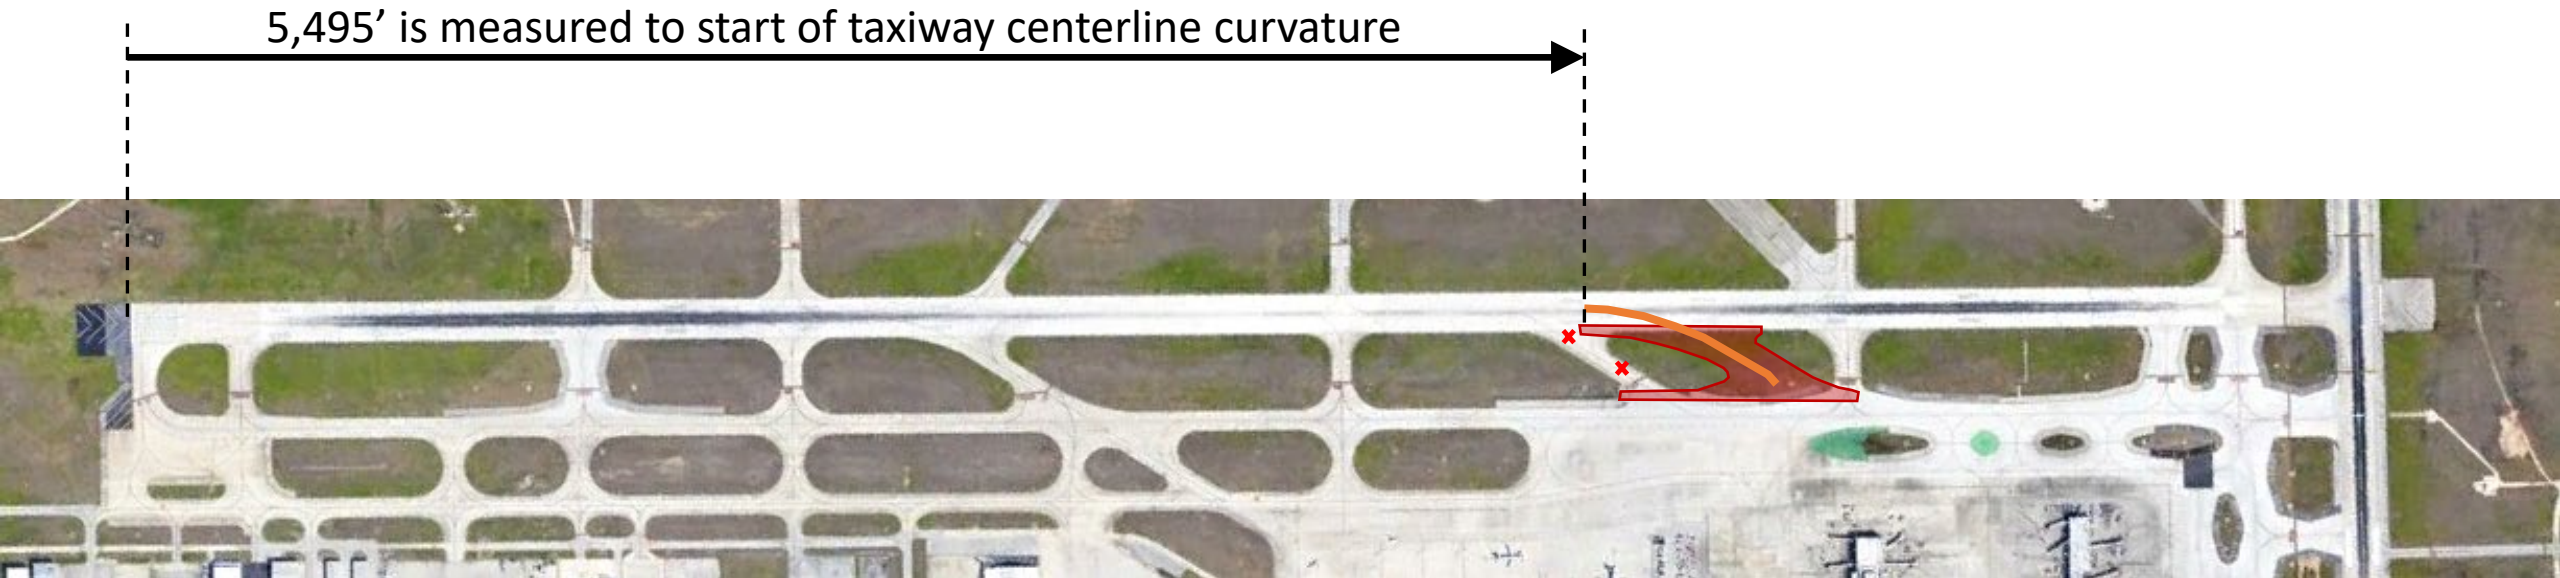 5,495’ is measured to start of taxiway centerline curvature